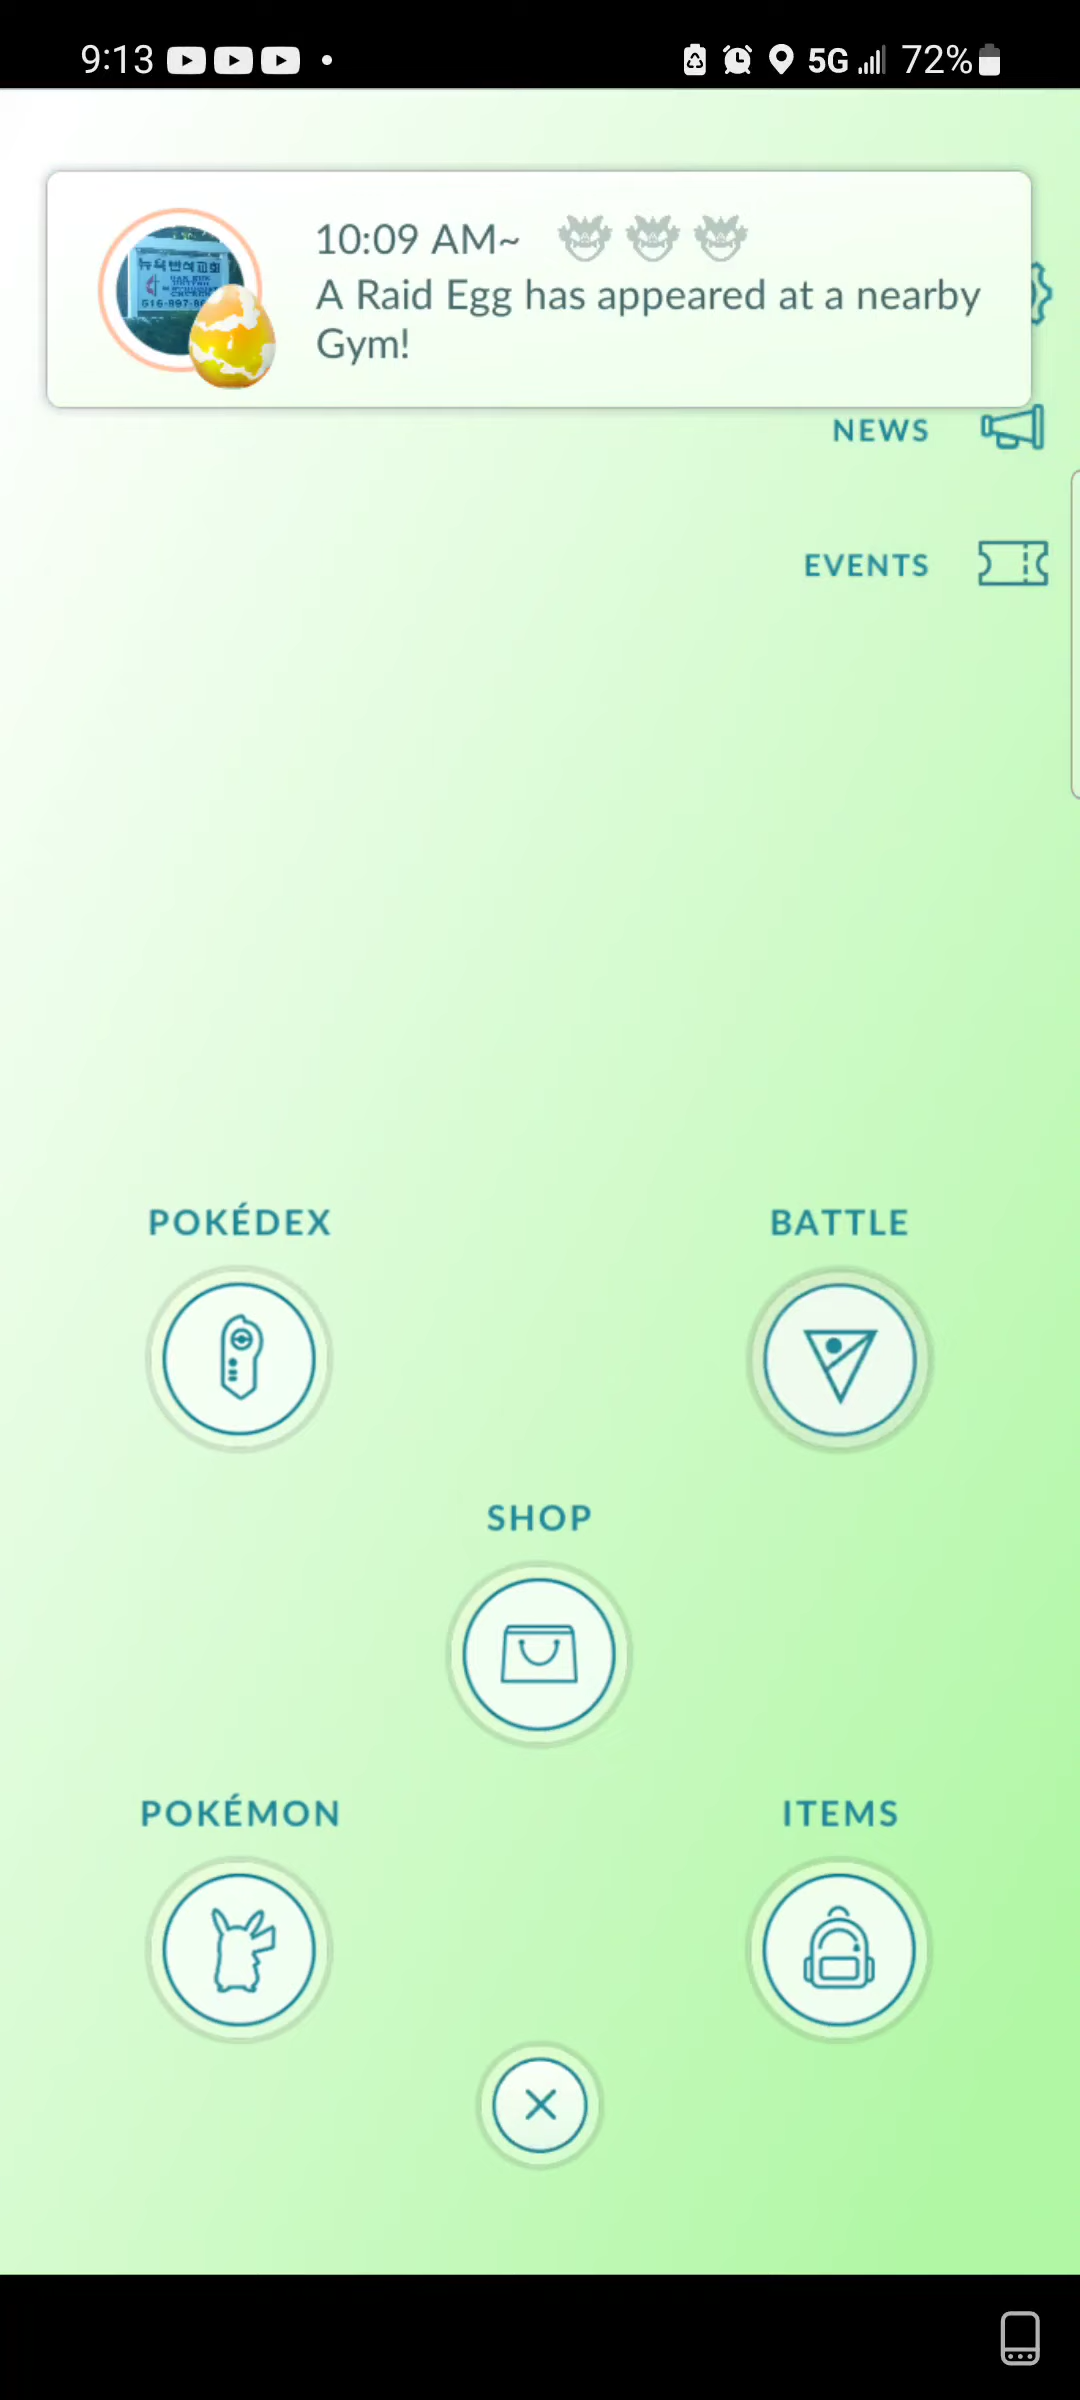 9:13
5G
72%
10:09 AM~
A Raid Egg has appeared at a nearby
Gym!
NEWS
EVENTS
POKÉDEX
BATTLE
SHOP
POKÉMON
ITEMS